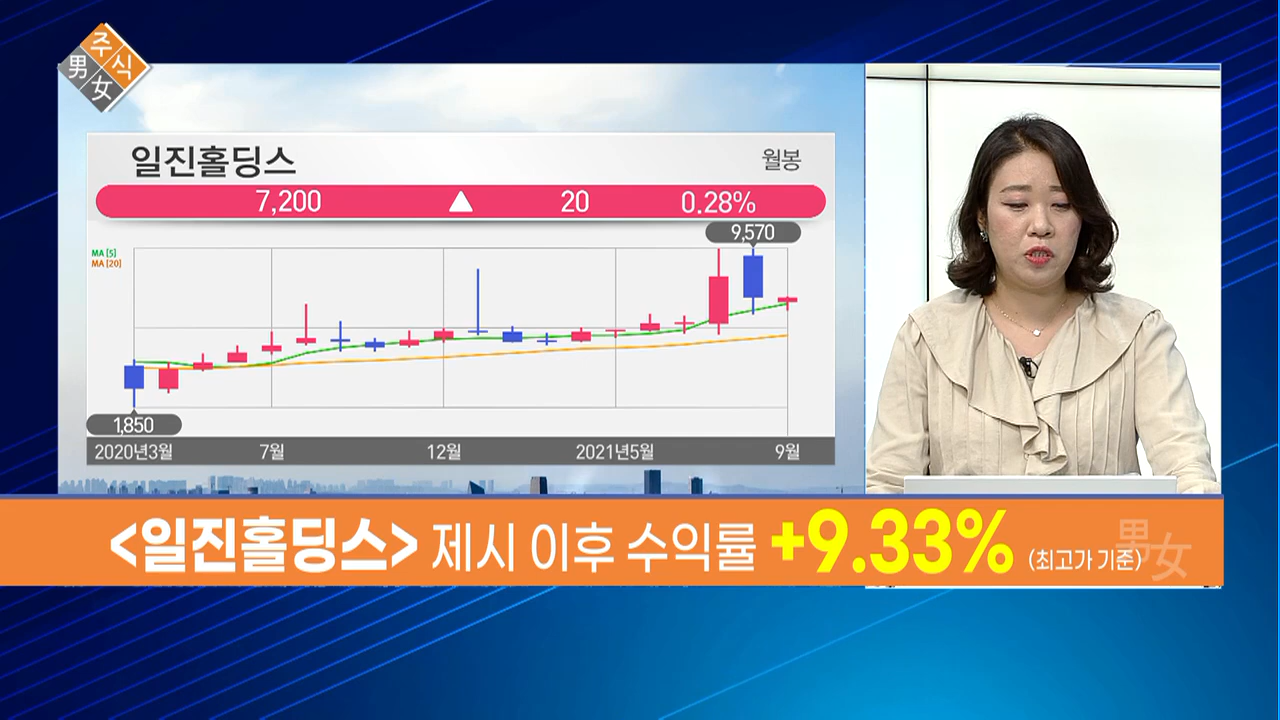 주식
男女
일진홀딩스
월봉
7,200 ▲ 20 0.28%
9,570
MA [5]
MA [20]
1,850
2020년3월 7월 12월 2021년5월 9월
<일진홀딩스> 제시 이후 수익률 +9.33% (최고가 기준)
男女